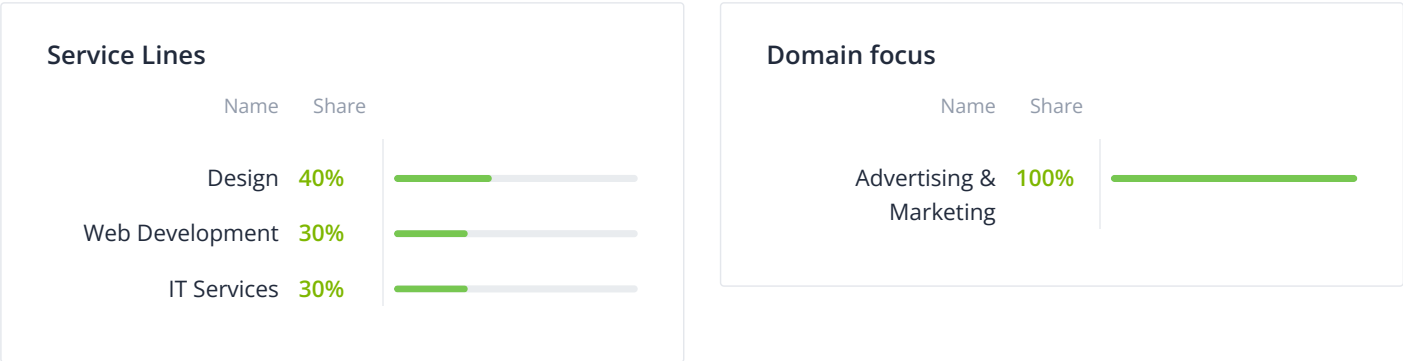 Service Lines
Name Share
Design 40%
Web Development 30%
IT Services 30%
Domain focus
Name Share
Advertising & 100%
Marketing